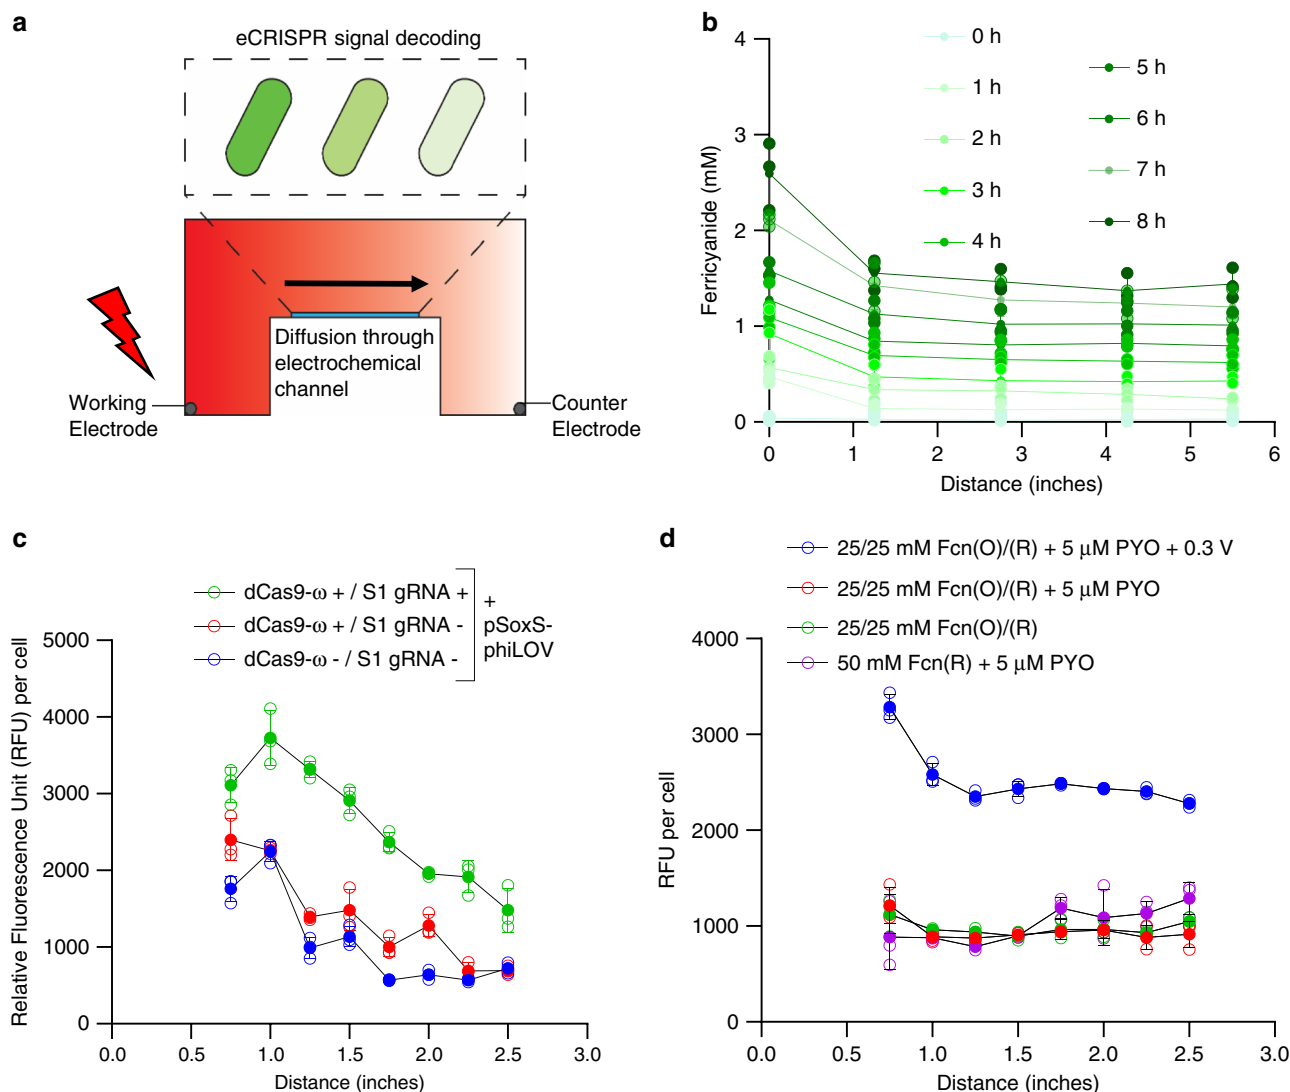 a
eCRISPR signal decoding
Diffusion through
electrochemical
channel
Working
Electrode
Counter
Electrode
b
0 h
1 h
2 h
3 h
4 h
5 h
6 h
7 h
8 h
Ferricyanide (mM)
4
3
2
1
0
0 1 2 3 4 5 6
Distance (inches)
c
dCas9-ω + / S1 gRNA +
dCas9-ω + / S1 gRNA -
dCas9-ω - / S1 gRNA -
+
pSoxS-
phiLOV
Relative Fluorescence Unit (RFU) per cell
5000
4000
3000
2000
1000
0
0.0 0.5 1.0 1.5 2.0 2.5 3.0
Distance (inches)
d
25/25 mM Fcn(O)/(R) + 5 μM PYO + 0.3 V
25/25 mM Fcn(O)/(R) + 5 μM PYO
25/25 mM Fcn(O)/(R)
50 mM Fcn(R) + 5 μM PYO
RFU per cell
4000
3000
2000
1000
0
0.0 0.5 1.0 1.5 2.0 2.5 3.0
Distance (inches)